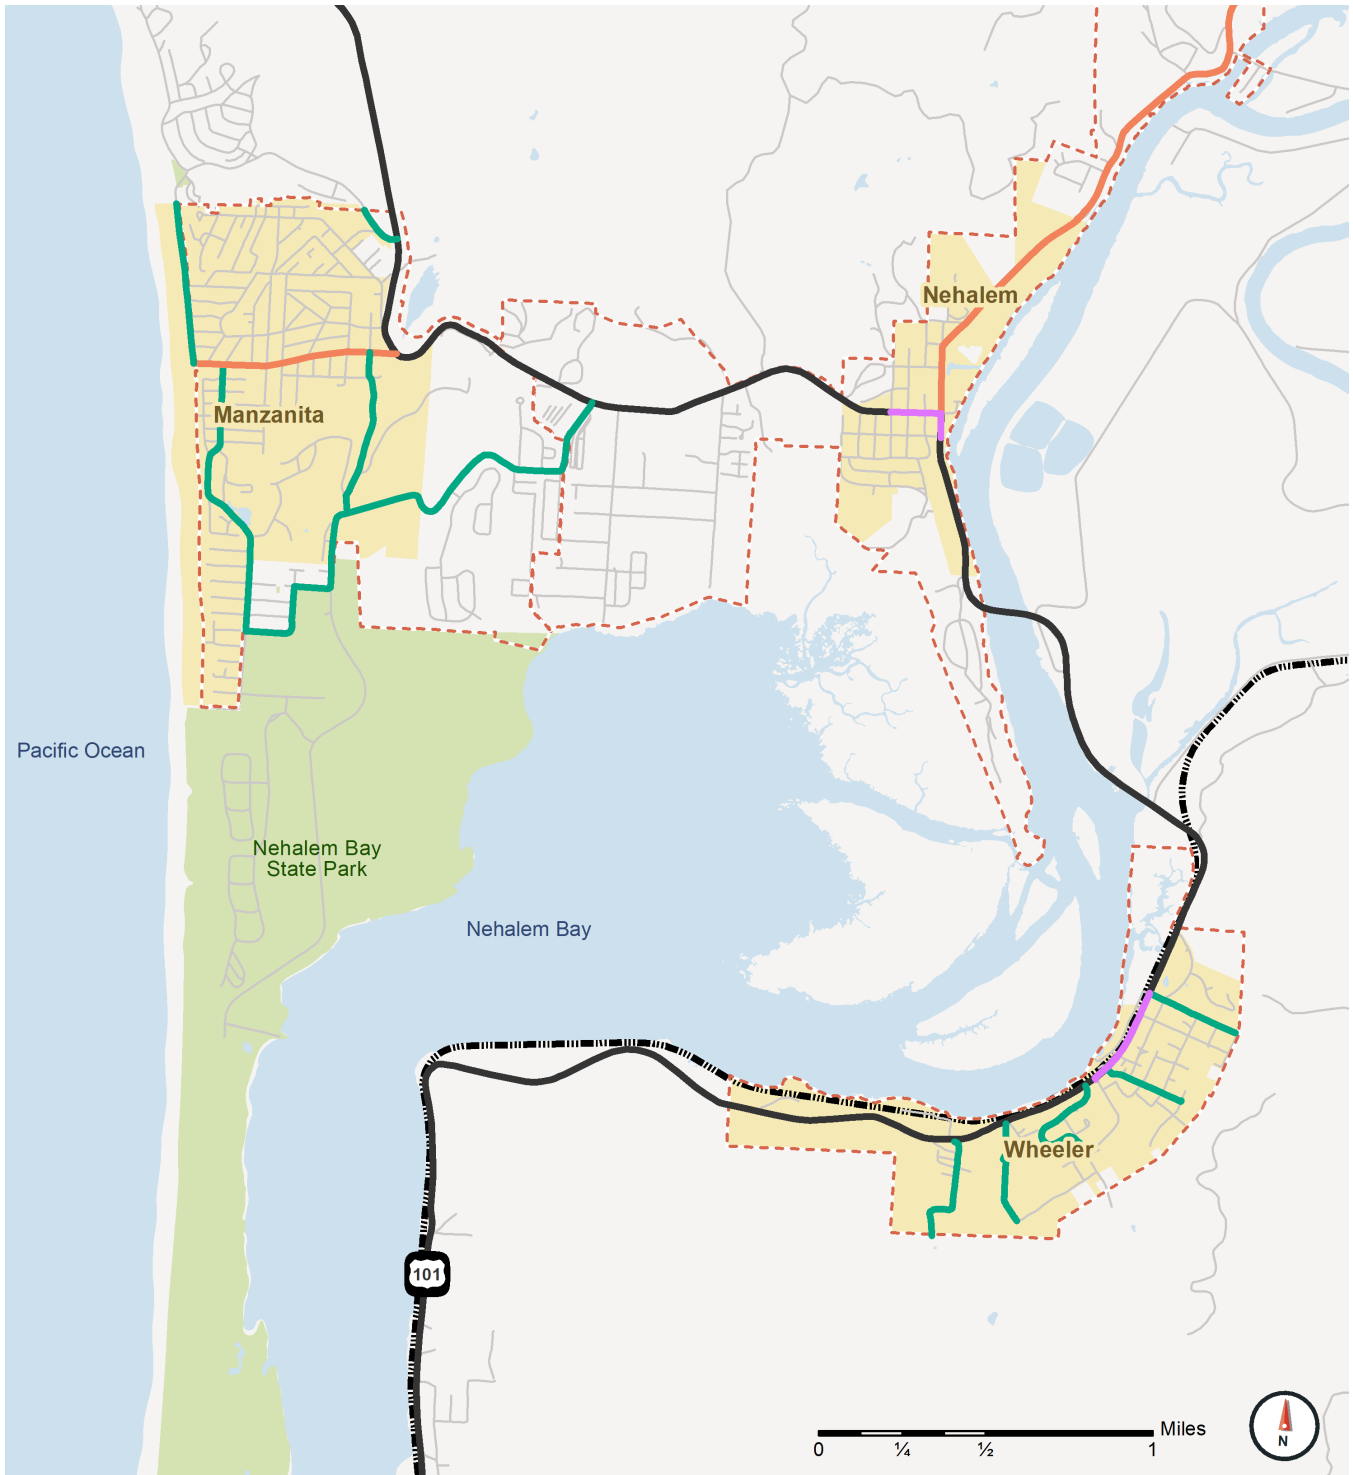 Nehalem
Manzanita
Pacific Ocean
Nehalem Bay
State Park
Nehalem Bay
Wheeler
101
Miles
0
¼
½
1
N